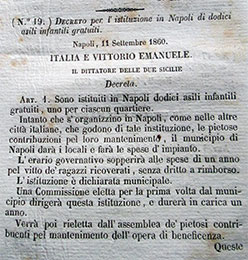 (N.º 19.) DECRETO per l'istituzione in Napoli di dodici
asili infantili gratuiti.
Napoli, 11 Settembre 1860.
ITALIA E VITTORIO EMANUELE.
IL DITTATORE DELLE DUE SICILIE
Decreta.
ART. 1. Sono istituiti in Napoli dodici asili infantili
gratuiti, uno per ciascun quartiere.
Intanto che s'organizzino in Napoli, come nelle altre
città italiane, che godono di tale istituzione, le pietose
contribuzioni pel loro mantenimento, il municipio di
Napoli darà i locali e farà le spese d'impianto.
L'erario governativo sopperirà alle spese di un anno
pel vitto de' ragazzi ricoverati, senza dritto a rimborso.
L'istituzione è dichiarata municipale.
Una Commissione eletta per la prima volta dal muni-
cipio dirigerà questa istituzione, e durerà in carica un
anno.
Verrà poi rieletta dall'assemblea de' pietosi contri-
buenti pel mantenimento dell'opera di beneficenza.
Queste